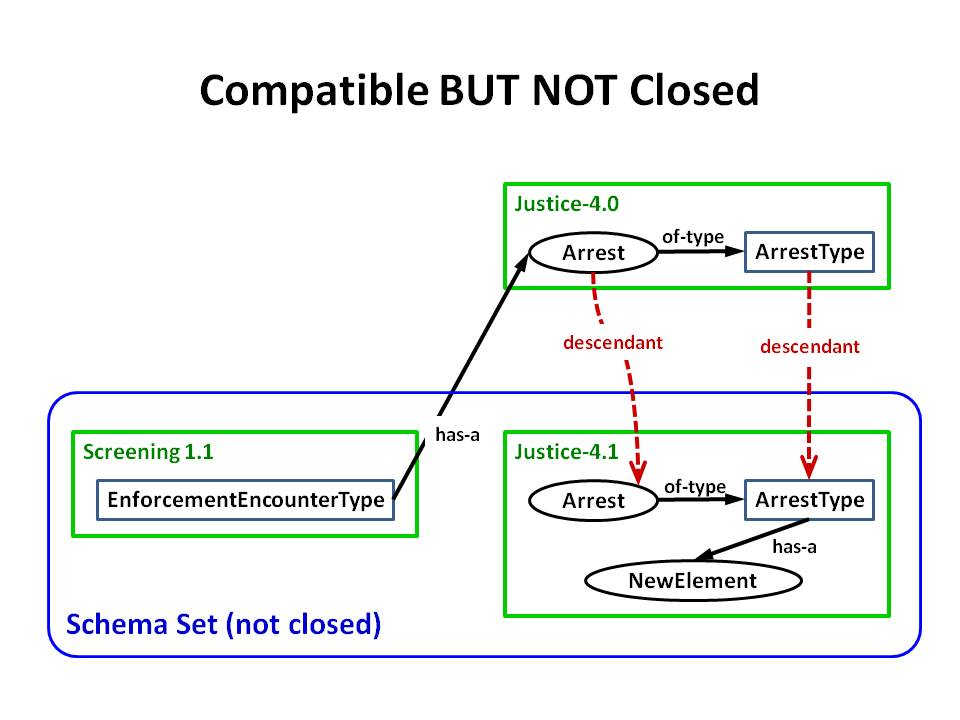 Compatible BUT NOT Closed
Justice-4.0
Arrest
of-type
ArrestType
descendant
descendant
has-a
Screening 1.1
EnforcementEncounterType
Justice-4.1
Arrest
of-type
ArrestType
has-a
NewElement
Schema Set (not closed)